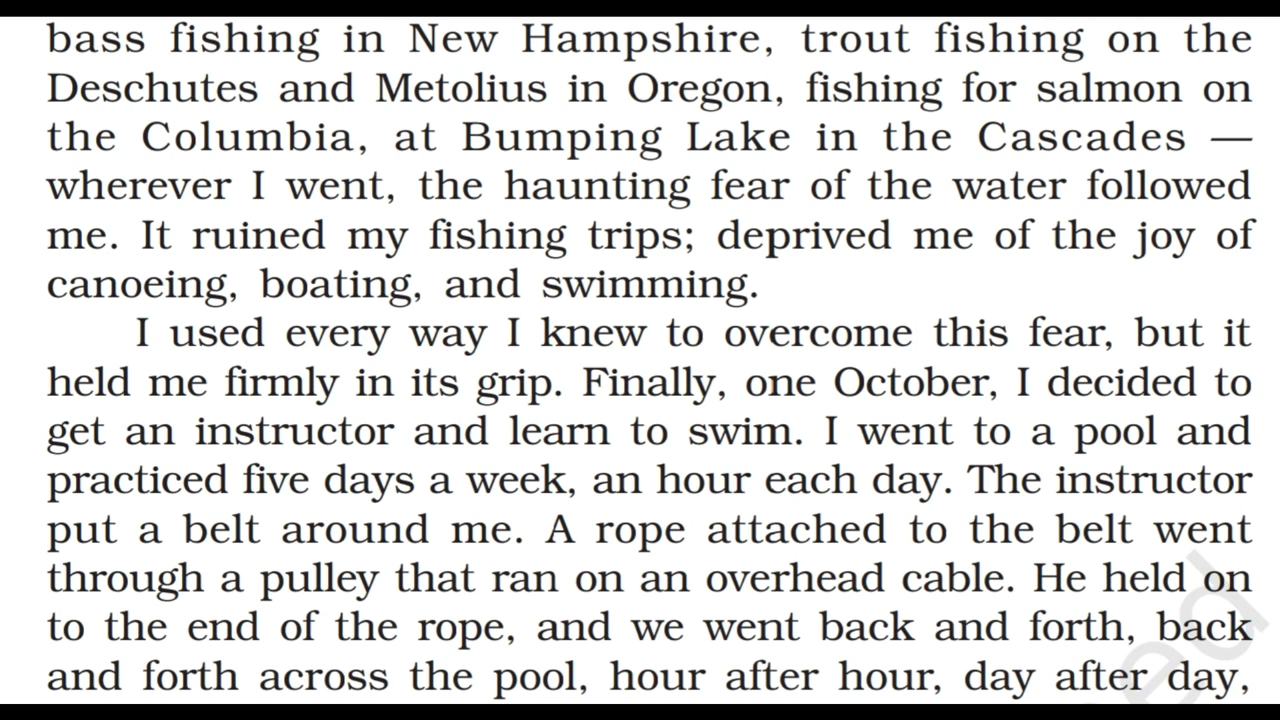 bass fishing in New Hampshire, trout fishing on the
Deschutes and Metolius in Oregon, fishing for salmon on
the Columbia, at Bumping Lake in the Cascades —
wherever I went, the haunting fear of the water followed
me. It ruined my fishing trips; deprived me of the joy of
canoeing, boating, and swimming.
I used every way I knew to overcome this fear, but it
held me firmly in its grip. Finally, one October, I decided to
get an instructor and learn to swim. I went to a pool and
practiced five days a week, an hour each day. The instructor
put a belt around me. A rope attached to the belt went
through a pulley that ran on an overhead cable. He held on
to the end of the rope, and we went back and forth, back
and forth across the pool, hour after hour, day after day,
ed